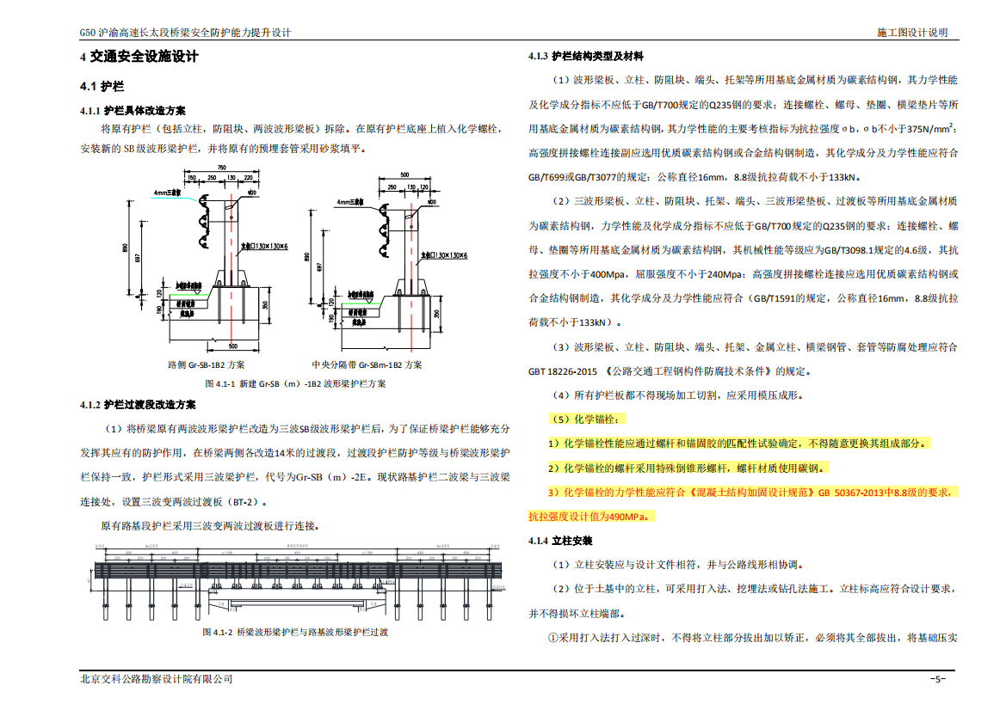 G50 沪渝高速长太段桥梁安全防护能力提升设计
施工图设计说明
4 交通安全设施设计
4.1 护栏
4.1.1 护栏具体改造方案
将原有护栏（包括立柱，防阻块、两波波形梁板）拆除。在原有护栏底座上植入化学螺栓，
安装新的 SB 级波形梁护栏，并将原有的预埋套管采用砂浆填平。
750
150 250 130 220
4mm三波板
M20
立柱口130×130×6
890
697
120
190
350
500
500
250 130 120
4mm三波板
M20
立柱口130×130×6
890
697
120
190
350
路侧 Gr-SB-1B2 方案
中央分隔带 Gr-SBm-1B2 方案
图 4.1-1 新建 Gr-SB（m）-1B2 波形梁护栏方案
4.1.2 护栏过渡段改造方案
（1）将桥梁原有两波波形梁护栏改造为三波SB级波形梁护栏后，为了保证桥梁护栏能够充分
发挥其应有的防护作用，在桥梁两侧各改造14米的过渡段，过渡段护栏防护等级与桥梁波形梁护
栏保持一致，护栏形式采用三波梁护栏，代号为Gr-SB（m）-2E。现状路基护栏二波梁与三波梁
连接处，设置三波变两波过渡板（BT-2）。
原有路基段护栏采用三波变两波过渡板进行连接。
图 4.1-2 桥梁波形梁护栏与路基波形梁护栏过渡
4.1.3 护栏结构类型及材料
（1）波形梁板、立柱、防阻块、端头、托架等所用基底金属材质为碳素结构钢，其力学性能
及化学成分指标不应低于GB/T700规定的Q235钢的要求；连接螺栓、螺母、垫圈、横梁垫片等所
用基底金属材质为碳素结构钢，其力学性能的主要考核指标为抗拉强度σb，σb不小于375N/mm²；
高强度拼接螺栓连接副应选用优质碳素结构钢或合金结构钢制造，其化学成分及力学性能应符合
GB/T699或GB/T3077的规定；公称直径16mm，8.8级抗拉荷载不小于133kN。
（2）三波形梁板、立柱、防阻块、托架、端头、三波形梁垫板、过渡板等所用基底金属材质
为碳素结构钢，力学性能及化学成分指标不应低于GB/T700规定的Q235钢的要求；连接螺栓、螺
母、垫圈等所用基底金属材质为碳素结构钢，其机械性能等级应为GB/T3098.1规定的4.6级，其抗
拉强度不小于400Mpa，屈服强度不小于240Mpa；高强度拼接螺栓连接应选用优质碳素结构钢或
合金结构钢制造，其化学成分及力学性能应符合（GB/T1591的规定，公称直径16mm，8.8级抗拉
荷载不小于133kN）。
（3）波形梁板、立柱、防阻块、端头、托架、金属立柱、横梁钢管、套管等防腐处理应符合
GBT 18226-2015 《公路交通工程钢构件防腐技术条件》的规定。
（4）所有护栏板都不得现场加工切割，应采用模压成形。
（5）化学锚栓：
1）化学锚栓性能应通过螺杆和锚固胶的匹配性试验确定，不得随意更换其组成部分。
2）化学锚栓的螺杆采用特殊倒锥形螺杆，螺杆材质使用碳钢。
3）化学锚栓的力学性能应符合《混凝土结构加固设计规范》GB 50367-2013中8.8级的要求，
抗拉强度设计值为490MPa。
4.1.4 立柱安装
（1）立柱安装应与设计文件相符，并与公路线形相协调。
（2）位于土基中的立柱，可采用打入法、挖埋法或钻孔法施工。立柱标高应符合设计要求，
并不得损坏立柱端部。
①采用打入法打入过深时，不得将立柱部分拔出加以矫正，必须将其全部拔出，将基础压实
北京交科公路勘察设计院有限公司
-5-